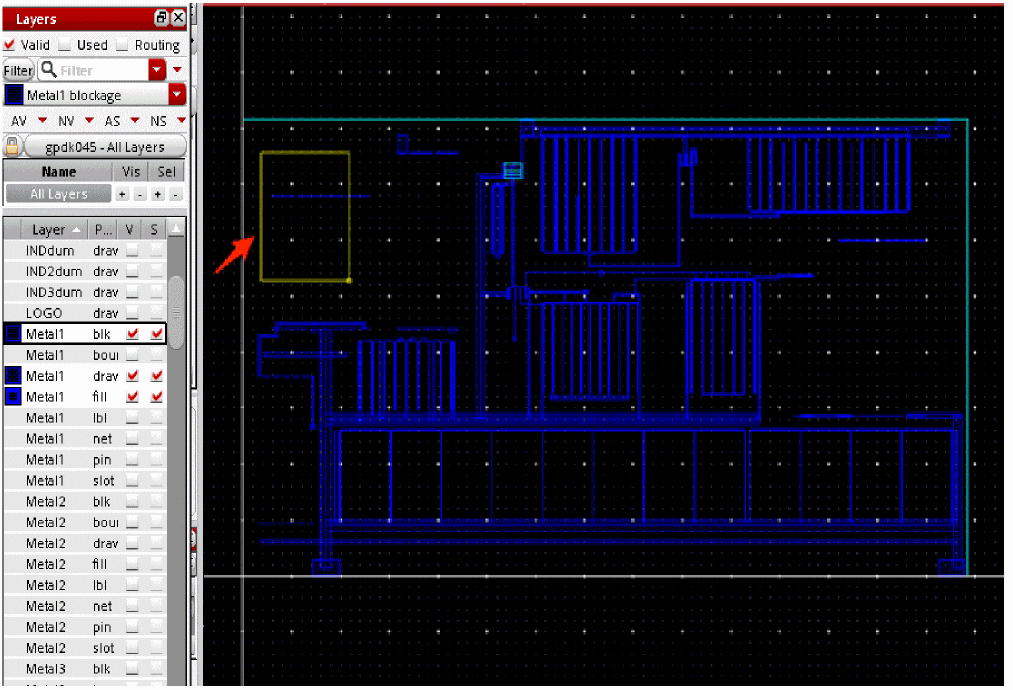 Layers
Valid Used Routing
Filter Filter
Metal1 blockage
AV NV AS NS
gpdk045 - All Layers
Name Vis Sel
All Layers + - + -
Layer P... V S
INDdum drav
IND2dum drav
IND3dum drav
LOGO drav
Metal1 blk
Metal1 boui
Metal1 drav
Metal1 fill
Metal1 lbl
Metal1 net
Metal1 pin
Metal1 slot
Metal2 blk
Metal2 boui
Metal2 drav
Metal2 fill
Metal2 lbl
Metal2 net
Metal2 pin
Metal2 slot
Metal3 blk